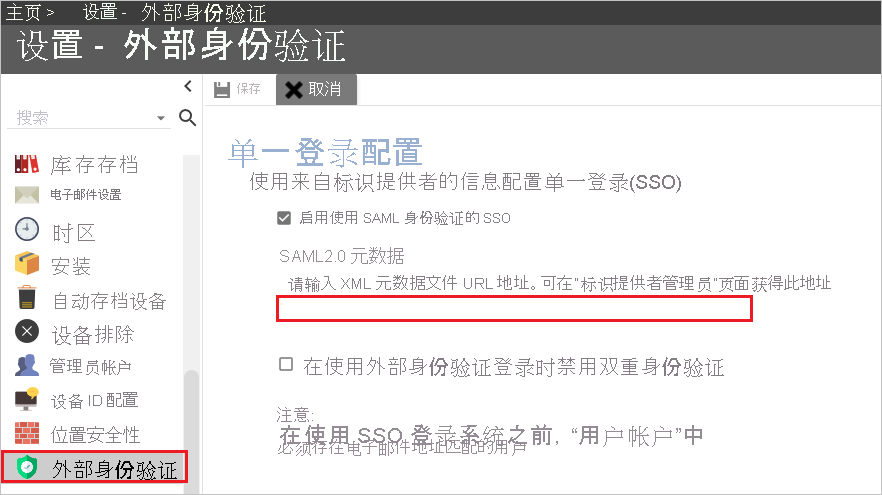 主页 > 设置 - 外部身份验证
设置 - 外部身份验证
保存
取消
搜索
库存存档
电子邮件设置
时区
安装
自动存档设备
设备排除
管理员帐户
设备 ID 配置
位置安全性
外部身份验证
单一登录配置
使用来自标识提供者的信息配置单一登录(SSO)
启用使用 SAML 身份验证的 SSO
SAML2.0 元数据
请输入 XML 元数据文件 URL 地址。可在“标识提供者管理员”页面获得此地址
在使用外部身份验证登录时禁用双重身份验证
注意:
在使用 SSO 登录系统之前, “用户帐户”中
必须存在电子邮件地址匹配的用户